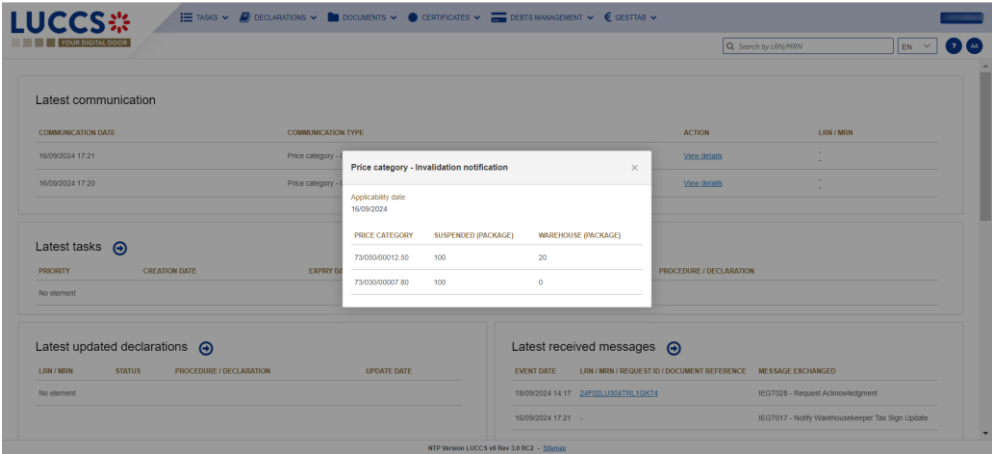 LUCCS
YOUR DIGITAL DOOR
TASKS DECLARATIONS DOCUMENTS CERTIFICATES DEBTS MANAGEMENT GESTTAB
Search by LRN/MRN EN ? AA
Latest communication
COMMUNICATION DATE COMMUNICATION TYPE ACTION LRN / MRN
16/09/2024 17:21 Price category - View details -
-
16/09/2024 17:20 Price category - View details -
-
Price category - Invalidation notification ×
Applicability date
16/09/2024
PRICE CATEGORY SUSPENDED (PACKAGE) WAREHOUSE (PACKAGE)
73/050/00012.50 100 20
73/030/00007.80 100 0
Latest tasks
PRIORITY CREATION DATE EXPIRY DA PROCEDURE / DECLARATION
No element
Latest updated declarations
LRN / MRN STATUS PROCEDURE / DECLARATION UPDATE DATE
No element
Latest received messages
EVENT DATE LRN / MRN / REQUEST ID / DOCUMENT REFERENCE MESSAGE EXCHANGED
18/09/2024 14:17 24F02LU304TRL1GK74 IEGT028 - Request Acknowledgment
16/09/2024 17:21 - IEGT017 - Notify Warehousekeeper Tax Sign Update
NTP Version LUCCS v8 Rev 3.0 RC2 - Sitemap